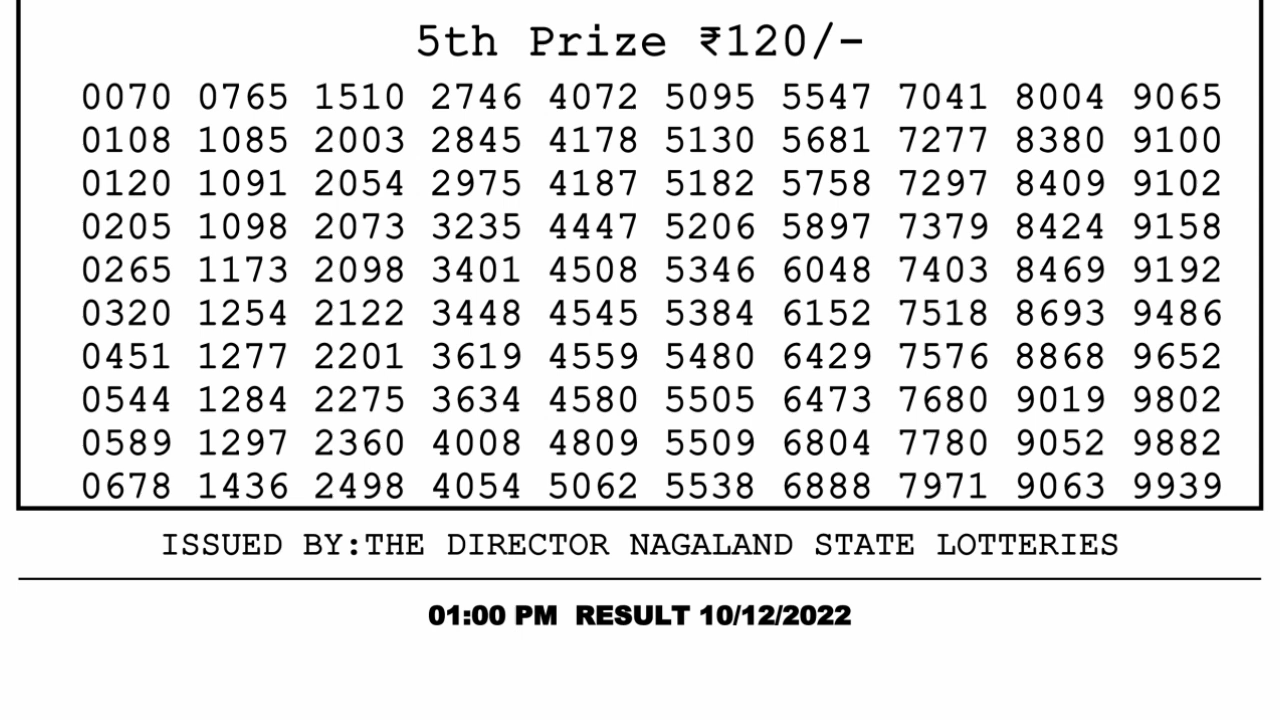 5th Prize ₹120/-
0070 0765 1510 2746 4072 5095 5547 7041 8004 9065
0108 1085 2003 2845 4178 5130 5681 7277 8380 9100
0120 1091 2054 2975 4187 5182 5758 7297 8409 9102
0205 1098 2073 3235 4447 5206 5897 7379 8424 9158
0265 1173 2098 3401 4508 5346 6048 7403 8469 9192
0320 1254 2122 3448 4545 5384 6152 7518 8693 9486
0451 1277 2201 3619 4559 5480 6429 7576 8868 9652
0544 1284 2275 3634 4580 5505 6473 7680 9019 9802
0589 1297 2360 4008 4809 5509 6804 7780 9052 9882
0678 1436 2498 4054 5062 5538 6888 7971 9063 9939
ISSUED BY:THE DIRECTOR NAGALAND STATE LOTTERIES
01:00 PM RESULT 10/12/2022